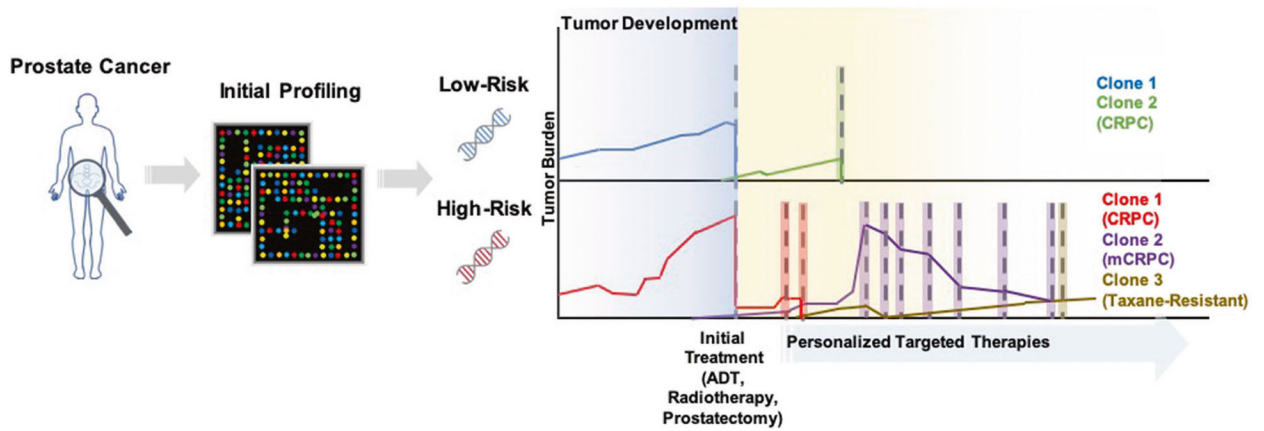 Prostate Cancer
Initial Profiling
Low-Risk
High-Risk
Tumor Development
Tumor Burden
Clone 1
Clone 2
(CRPC)
Clone 1
(CRPC)
Clone 2
(mCRPC)
Clone 3
(Taxane-Resistant)
Initial
Treatment
(ADT,
Radiotherapy,
Prostatectomy)
Personalized Targeted Therapies